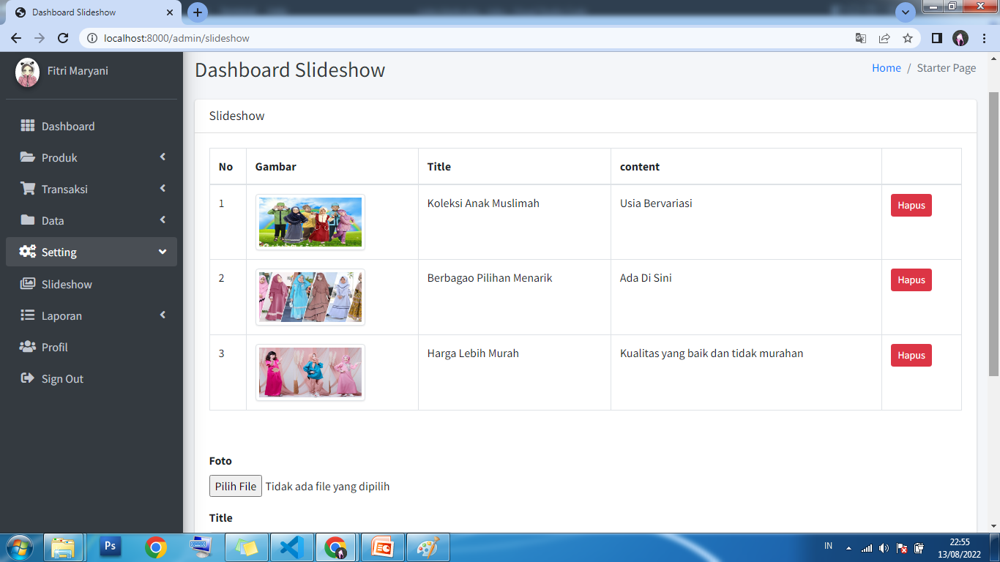 Dashboard Slideshow
localhost:8000/admin/slideshow
Fitri Maryani
Dashboard Slideshow
Home / Starter Page
Dashboard
Produk
Transaksi
Data
Setting
Slideshow
Laporan
Profil
Sign Out
Slideshow
No Gambar Title content
1 Koleksi Anak Muslimah Usia Bervariasi Hapus
2 Berbagao Pilihan Menarik Ada Di Sini Hapus
3 Harga Lebih Murah Kualitas yang baik dan tidak murahan Hapus
Foto
Pilih File Tidak ada file yang dipilih
Title
Ps
IN
22:55
13/08/2022